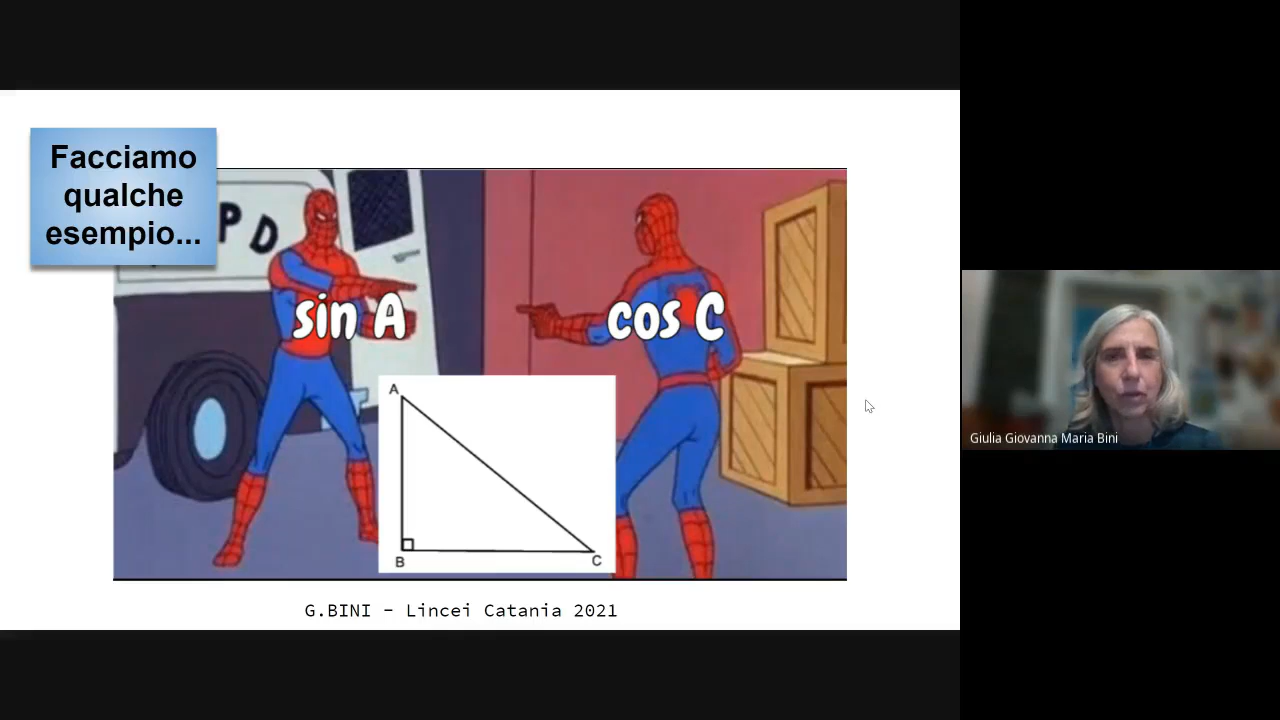 Facciamo
qualche
esempio...
PD
sin A
cos C
A
B
C
G.BINI - Lincei Catania 2021
Giulia Giovanna Maria Bini